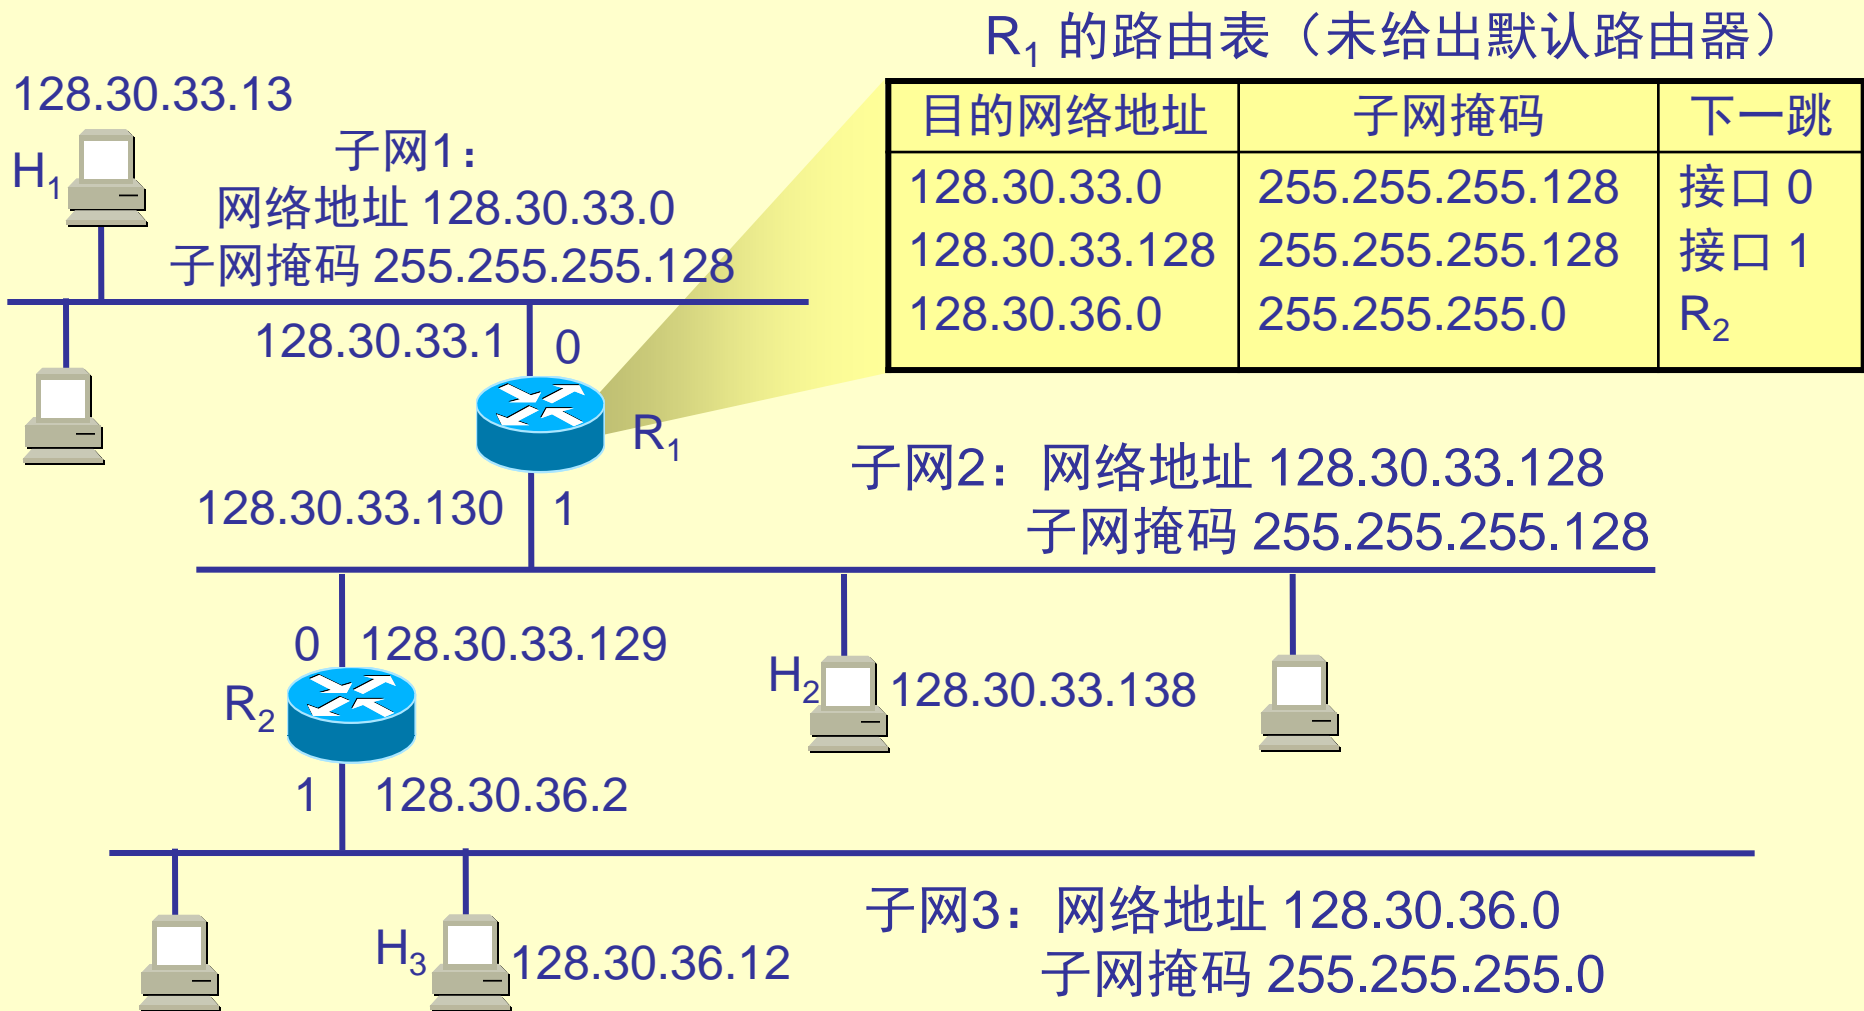 R₁ 的路由表（未给出默认路由器）
目的网络地址 子网掩码 下一跳
128.30.33.0 255.255.255.128 接口 0
128.30.33.128 255.255.255.128 接口 1
128.30.36.0 255.255.255.0 R₂
128.30.33.13
H₁
子网1：
网络地址 128.30.33.0
子网掩码 255.255.255.128
128.30.33.1 0
R₁
128.30.33.130 1
子网2：网络地址 128.30.33.128
子网掩码 255.255.255.128
0 128.30.33.129
R₂
H₂ 128.30.33.138
1 128.30.36.2
子网3：网络地址 128.30.36.0
子网掩码 255.255.255.0
H₃ 128.30.36.12